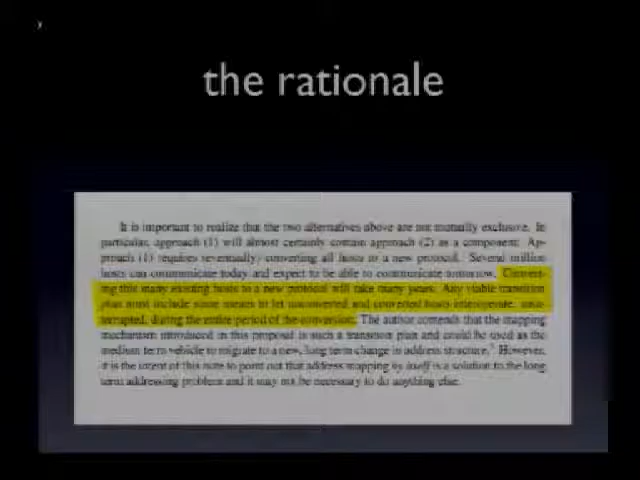 the rationale
It is important to realize that the two alternatives above are not mutually exclusive. In
particular, approach (1) will almost certainly contain approach (2) as a component. Ap-
proach (1) requires (eventually) converting all hosts to a new protocol. Several million
hosts can communicate today and expect to be able to communicate tomorrow. Convert-
ing this many existing hosts to a new protocol will take many years. Any viable transition
plan must include some means to let unconverted and converted hosts interoperate, unin-
terrupted, during the entire period of the conversion. The author contends that the mapping
mechanism introduced in this proposal is such a transition plan and could be used as the
medium term vehicle to migrate to a new, long term change in address structure. However,
it is the intent of this note to point out that address mapping by itself is a solution to the long
term addressing problem and it may not be necessary to do anything else.